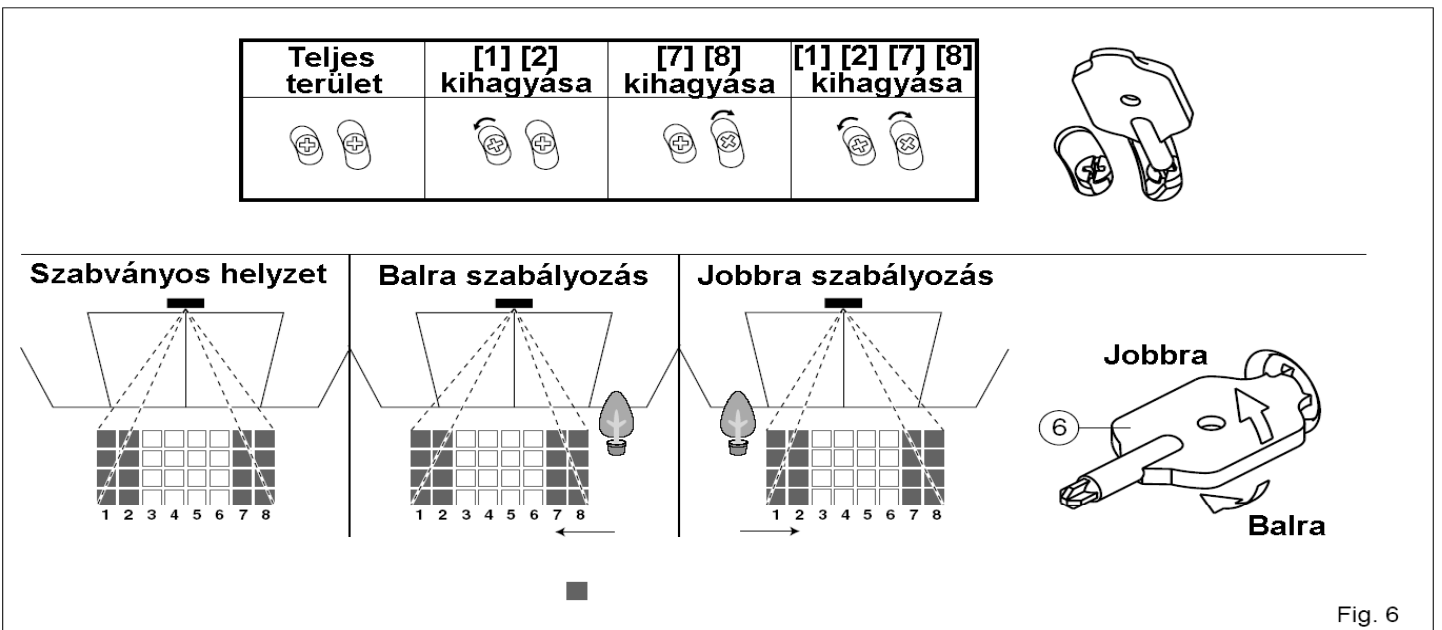 Teljes terület
[1] [2] kihagyása
[7] [8] kihagyása
[1] [2] [7] [8] kihagyása
Szabványos helyzet
Balra szabályozás
Jobbra szabályozás
1 2 3 4 5 6 7 8
1 2 3 4 5 6 7 8
1 2 3 4 5 6 7 8
Jobbra
6
Balra
Fig. 6